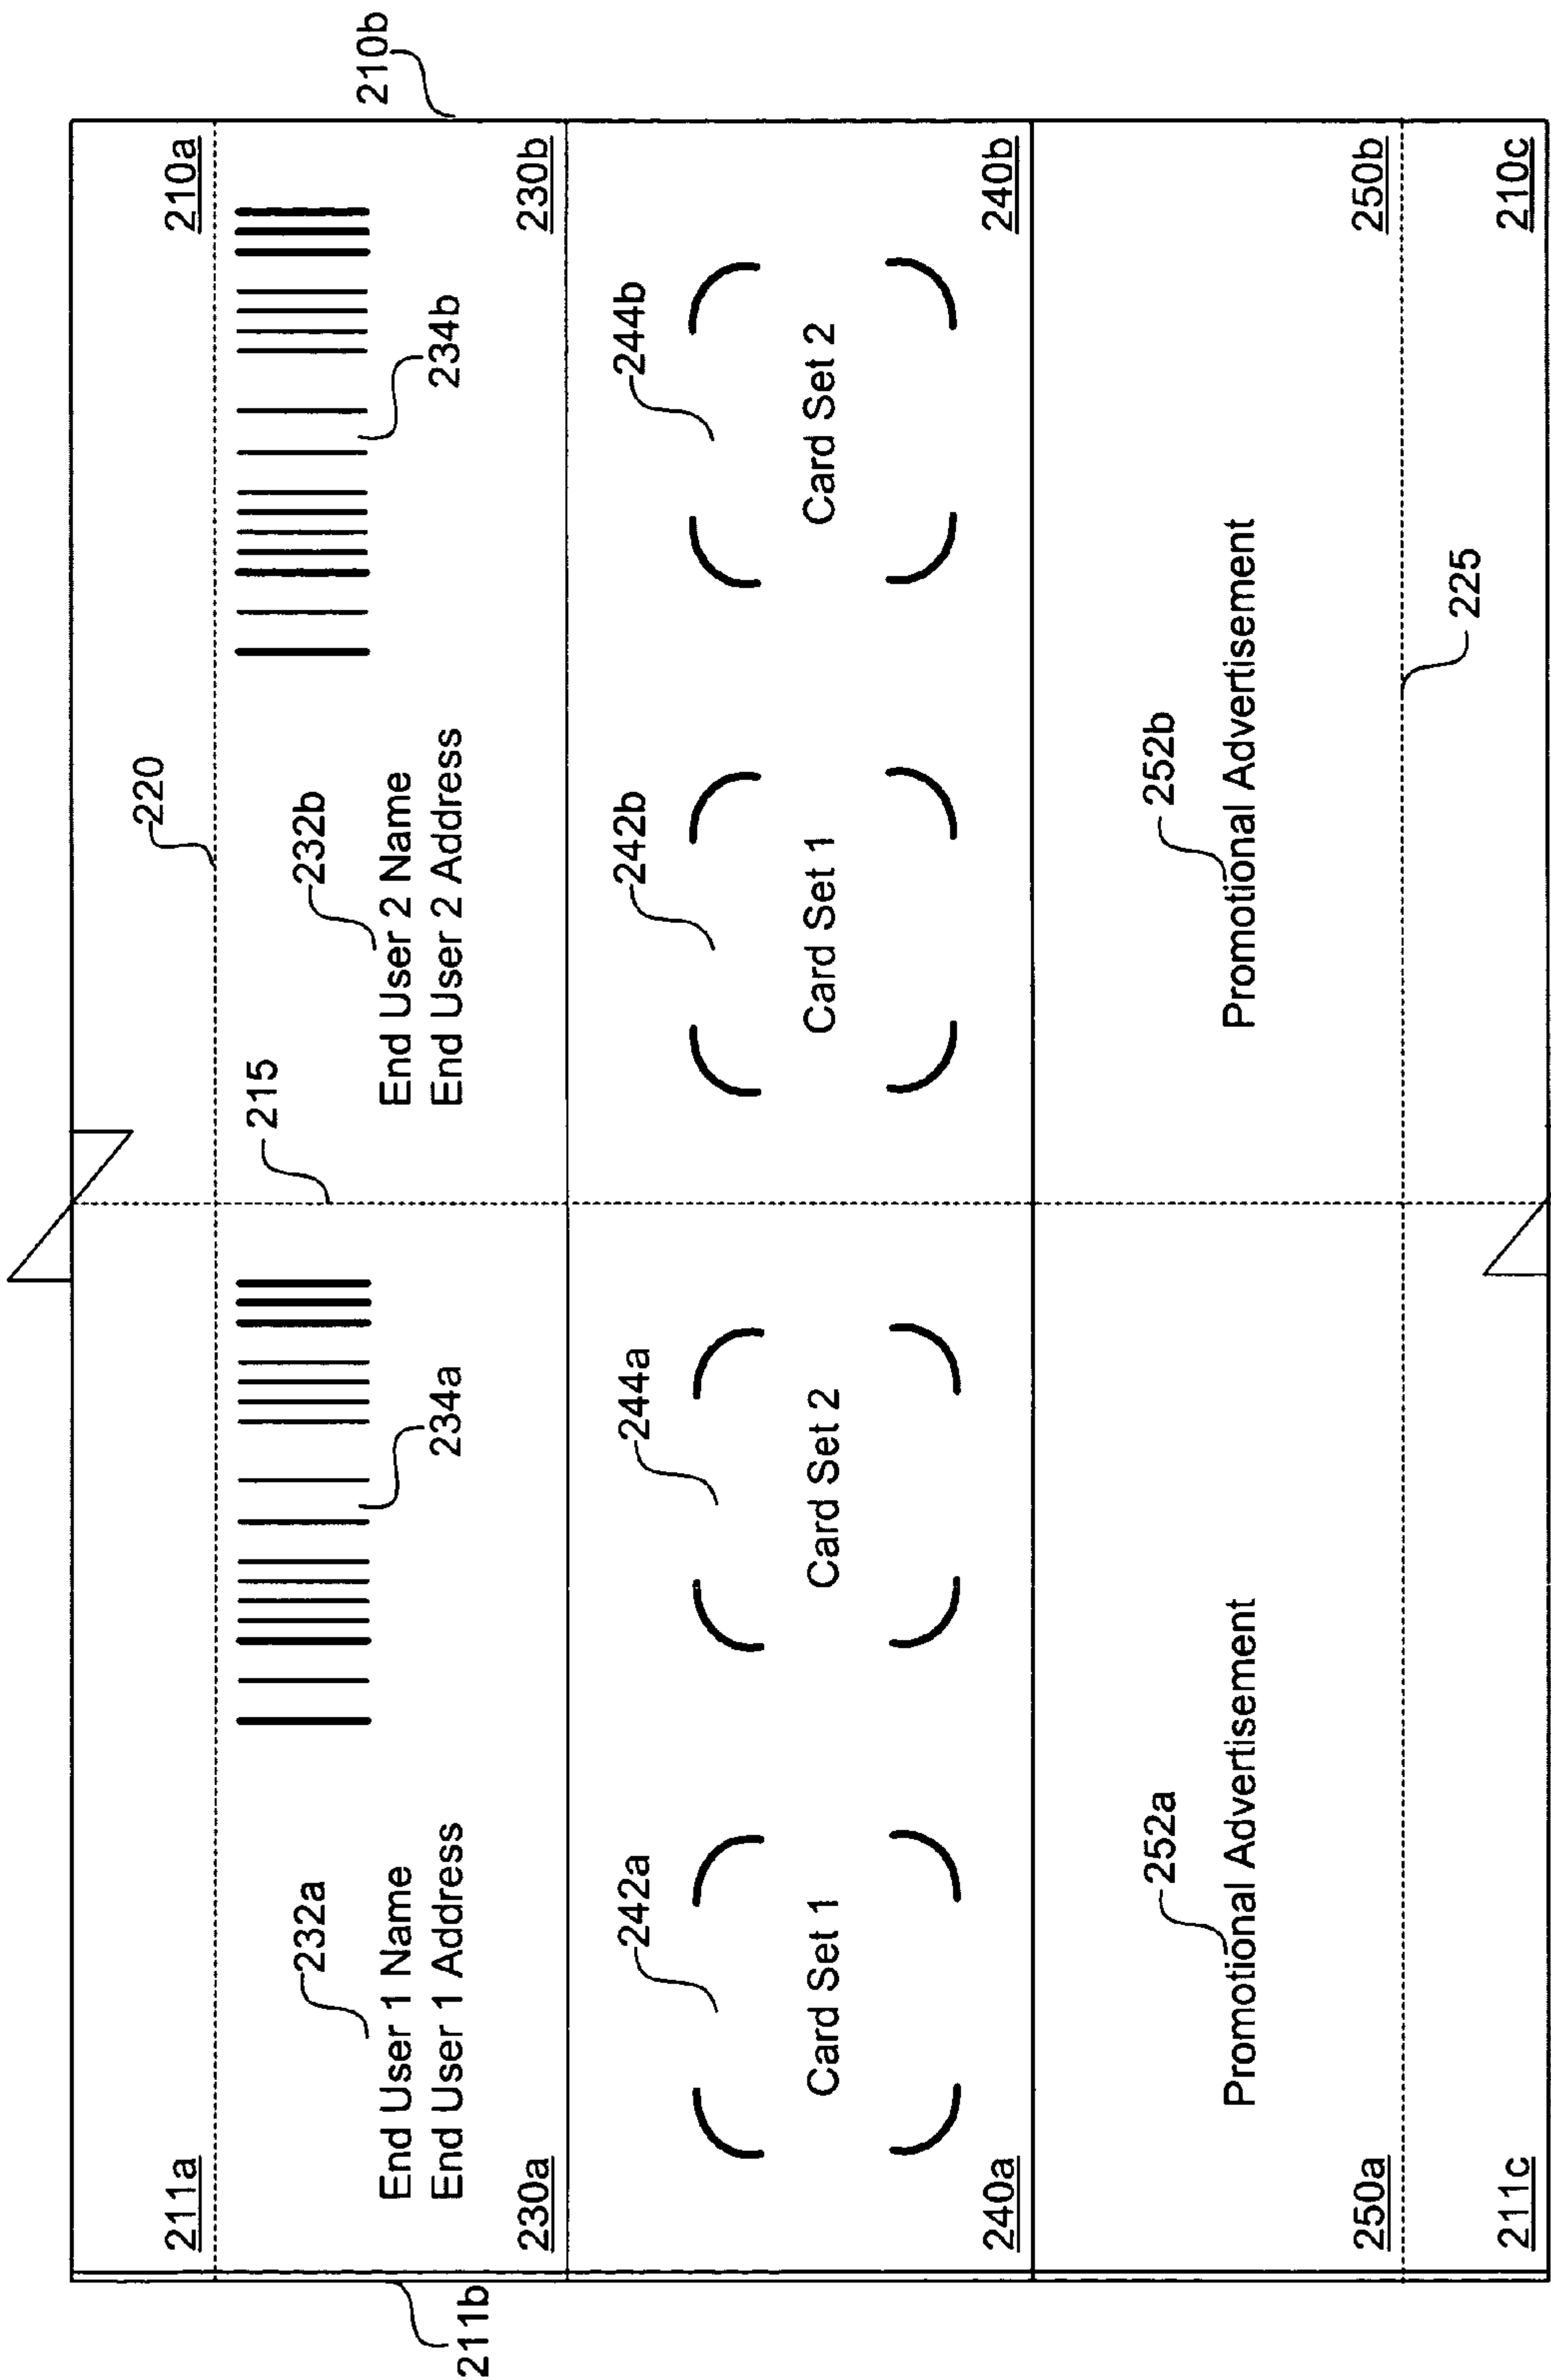 220
211a
210a
215
232a
234a
232b
234b
210b
End User 1 Name
End User 1 Address
End User 2 Name
End User 2 Address
211b
230a
230b
242a
244a
242b
244b
Card Set 1
Card Set 2
Card Set 1
Card Set 2
240a
240b
252a
252b
Promotional Advertisement
Promotional Advertisement
250a
250b
225
211c
210c